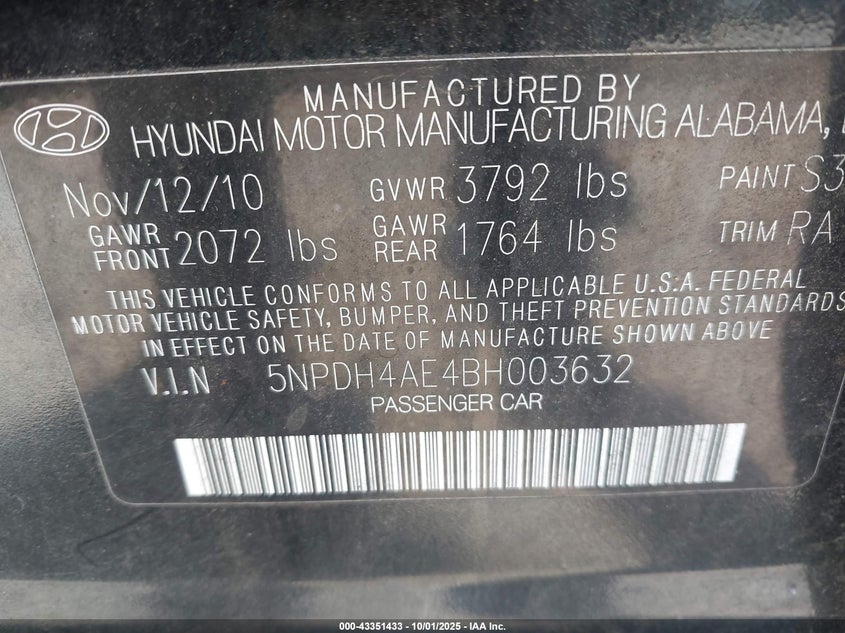 MANUFACTURED BY
HYUNDAI MOTOR MANUFACTURING ALABAMA,
Nov/12/10 GVWR 3792 lbs PAINT S3
GAWR FRONT 2072 lbs GAWR REAR 1764 lbs TRIM RA
THIS VEHICLE CONFORMS TO ALL APPLICABLE U.S.A. FEDERAL
MOTOR VEHICLE SAFETY, BUMPER, AND THEFT PREVENTION STANDARDS
IN EFFECT ON THE DATE OF MANUFACTURE SHOWN ABOVE
V.I.N 5NPDH4AE4BH003632
PASSENGER CAR
000-43351433 - 10/01/2025 - IAA Inc.